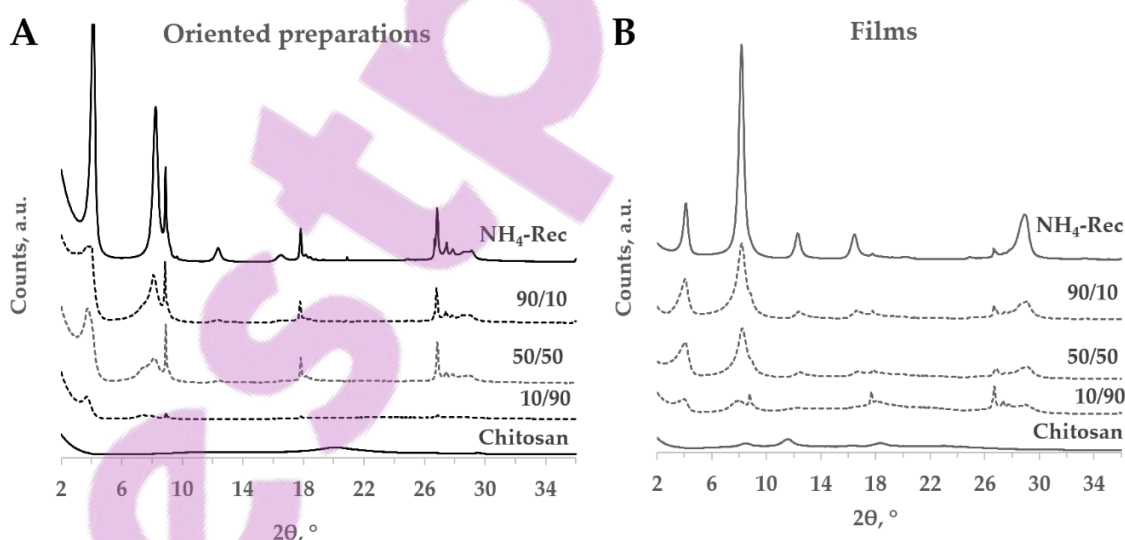 A Oriented preparations
Counts, a.u.
NH₄-Rec
90/10
50/50
10/90
Chitosan
2 6 10 14 18 22 26 30 34
2θ, °
B Films
Counts, a.u.
NH₄-Rec
90/10
50/50
10/90
Chitosan
2 6 10 14 18 22 26 30 34
2θ, °
estp